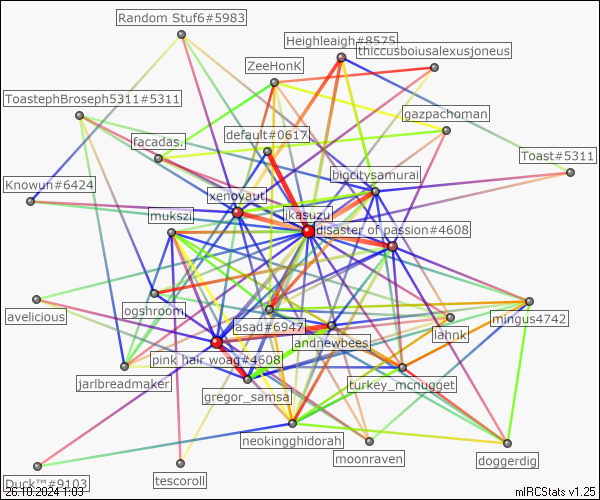 Random Stuf6#5983
Heighleaigh#8575
thiccusboiusalexusjoneus
ZeeHonK
ToastephBroseph5311#5311
gazpachoman
facadas.
default#0617
Toast#5311
bigcitysamurai
Knowun#6424
xenoyaut
mukszi
ikasuzu
disaster of passion#4608
avelicious
ogshroom
asad#6947
andnewbees
lahnk
mingus4742
pink hair woag#4608
jarlbreadmaker
gregor_samsa
turkey_mcnugget
neokingghidorah
moonraven
doggerdig
Duck™#9103
tescoroll
26.10.2024 1:03
mIRCStats v1.25